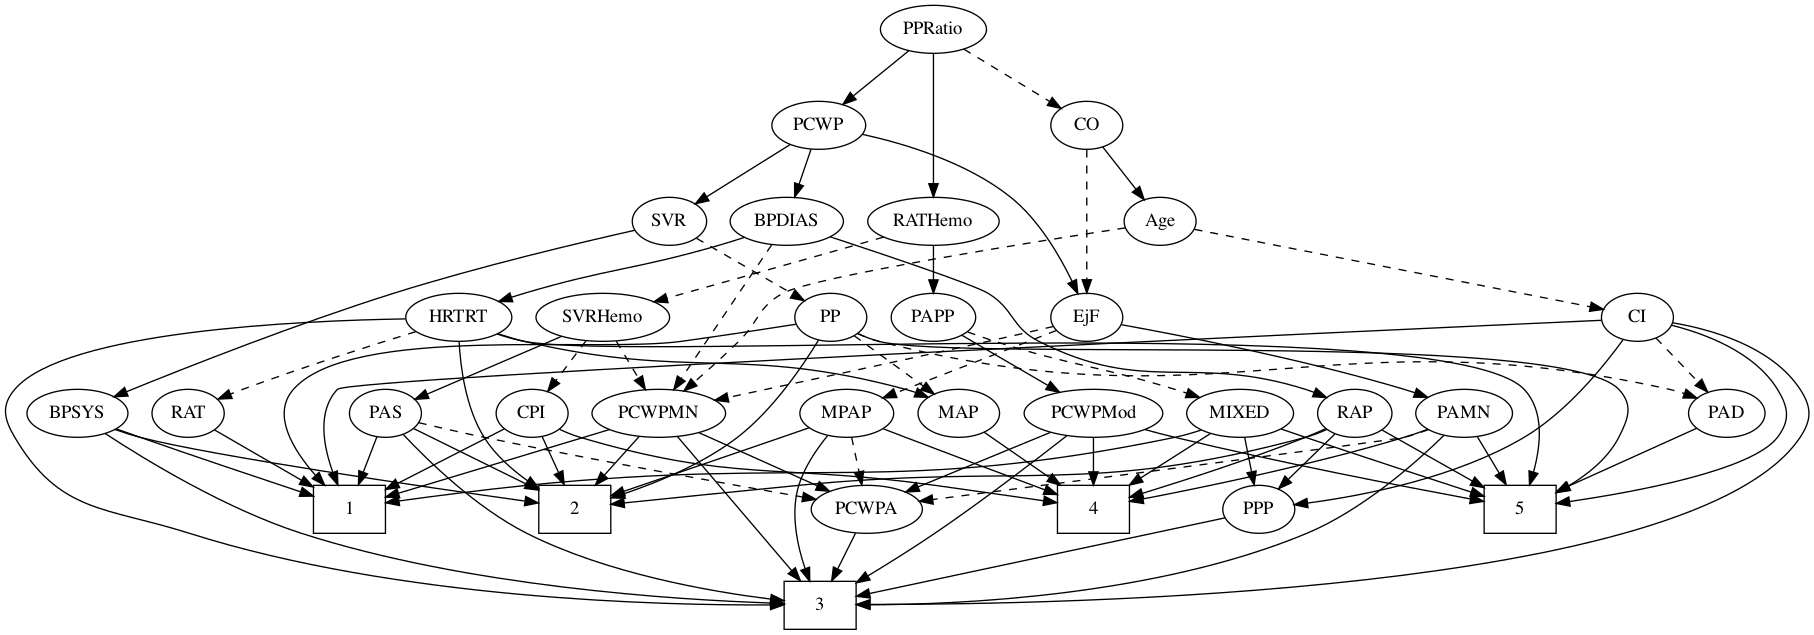 PPRatio
PCWP
CO
SVR
BPDIAS
RATHemo
Age
HRTRT
SVRHemo
PP
PAPP
EjF
CI
BPSYS
RAT
PAS
CPI
PCWPMN
MPAP
MAP
PCWPMod
MIXED
RAP
PAMN
PAD
1
2
PCWPA
4
PPP
5
3